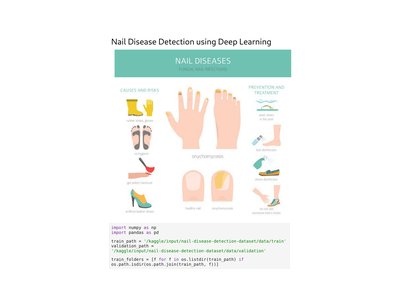 Nail Disease Detection using Deep Learning
NAIL DISEASES
FUNGAL NAIL INFECTIONS
CAUSES AND RISKS
PREVENTION AND
TREATMENT
onychomycosis
healthy nail
onychomycosis
import numpy as np
import pandas as pd
train_path = '/kaggle/input/nail-disease-detection-dataset/data/train'
validation_path =
'/kaggle/input/nail-disease-detection-dataset/data/validation'
train_folders = [f for f in os.listdir(train_path) if
os.path.isdir(os.path.join(train_path, f))]